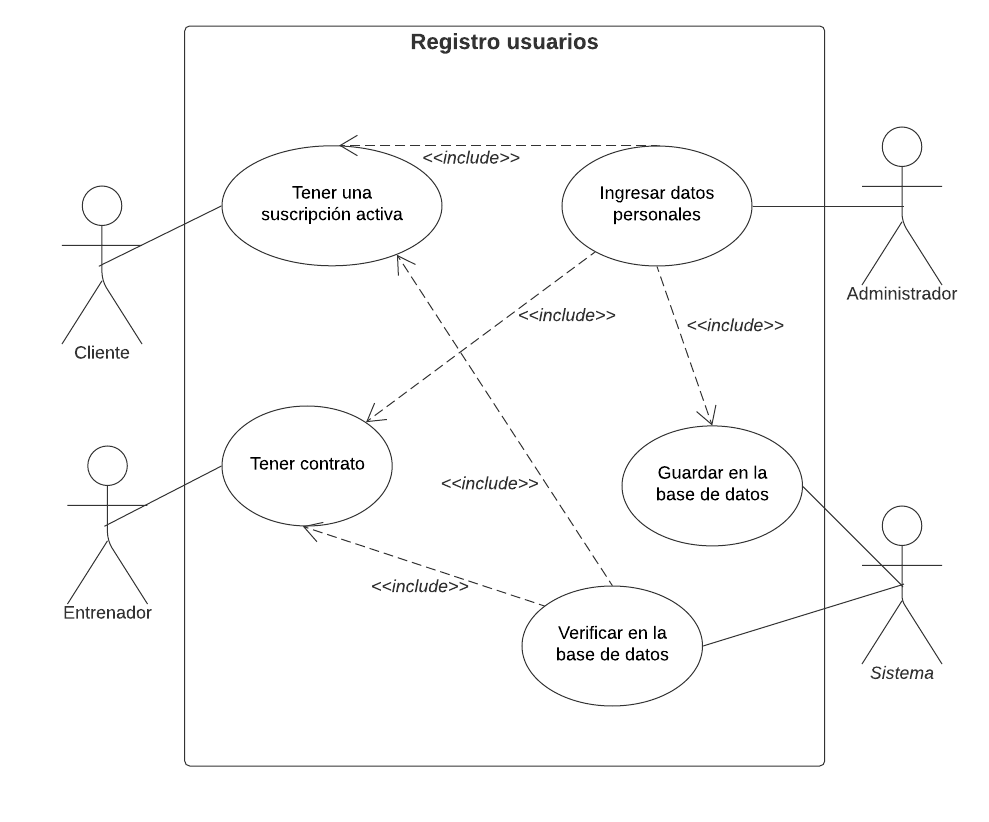 Registro usuarios
<<include>>
Tener una
suscripción activa
Ingresar datos
personales
Administrador
Cliente
<<include>>
<<include>>
Tener contrato
Guardar en la
base de datos
<<include>>
<<include>>
Entrenador
Verificar en la
base de datos
Sistema